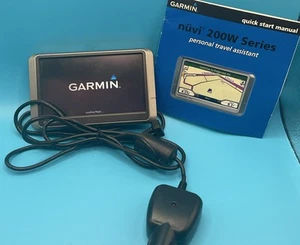 GARMIN
GARMIN
quick start manual
nüvi 200W Series
personal travel assistant